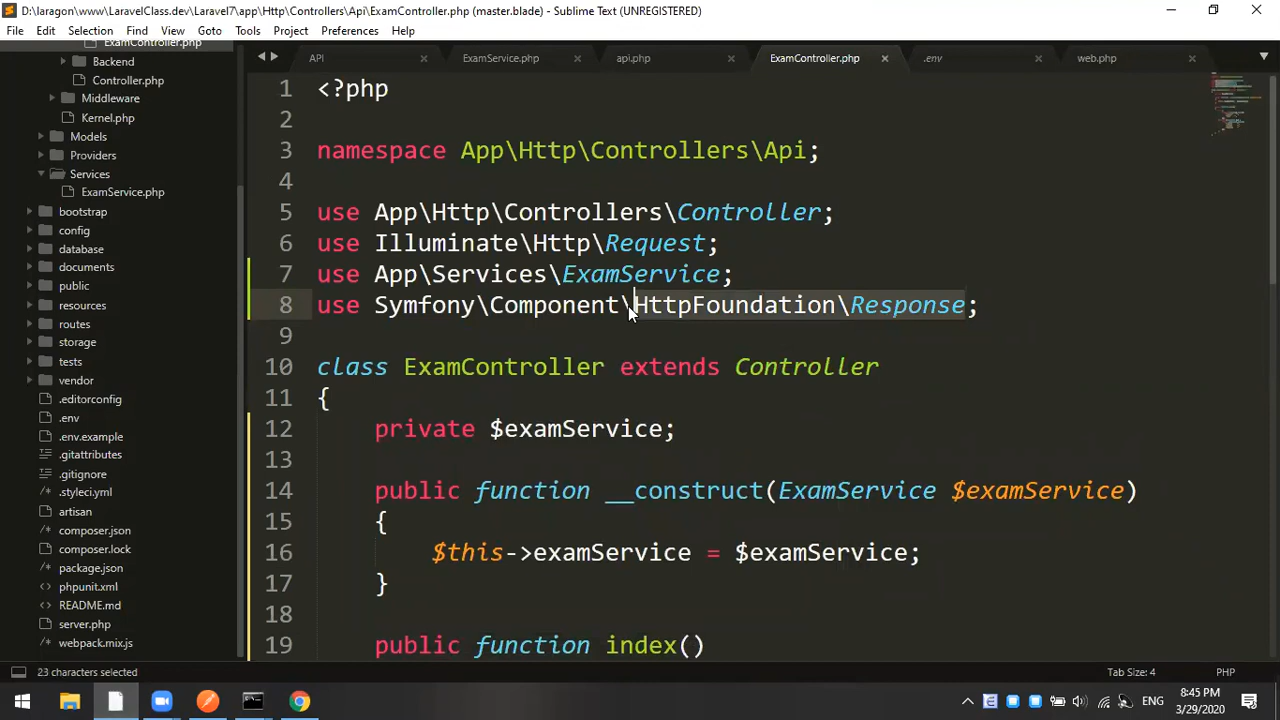 D:\laragon\www\LaravelClass.dev\Laravel7\app\Http\Controllers\Api\ExamController.php (master.blade) - Sublime Text (UNREGISTERED)
File Edit Selection Find View Goto Tools Project Preferences Help
API ExamService.php api.php ExamController.php .env web.php
ExamController.php
Backend
Controller.php
Middleware
Kernel.php
Models
Providers
Services
ExamService.php
bootstrap
config
database
documents
public
resources
routes
storage
tests
vendor
.editorconfig
.env
.env.example
.gitattributes
.gitignore
.styleci.yml
artisan
composer.json
composer.lock
package.json
phpunit.xml
README.md
server.php
webpack.mix.js
1 <?php
2
3 namespace App\Http\Controllers\Api;
4
5 use App\Http\Controllers\Controller;
6 use Illuminate\Http\Request;
7 use App\Services\ExamService;
8 use Symfony\Component\HttpFoundation\Response;
9
10 class ExamController extends Controller
11 {
12 private $examService;
13
14 public function __construct(ExamService $examService)
15 {
16 $this->examService = $examService;
17 }
18
19 public function index()
23 characters selected
Tab Size: 4 PHP
ENG
8:45 PM
3/29/2020